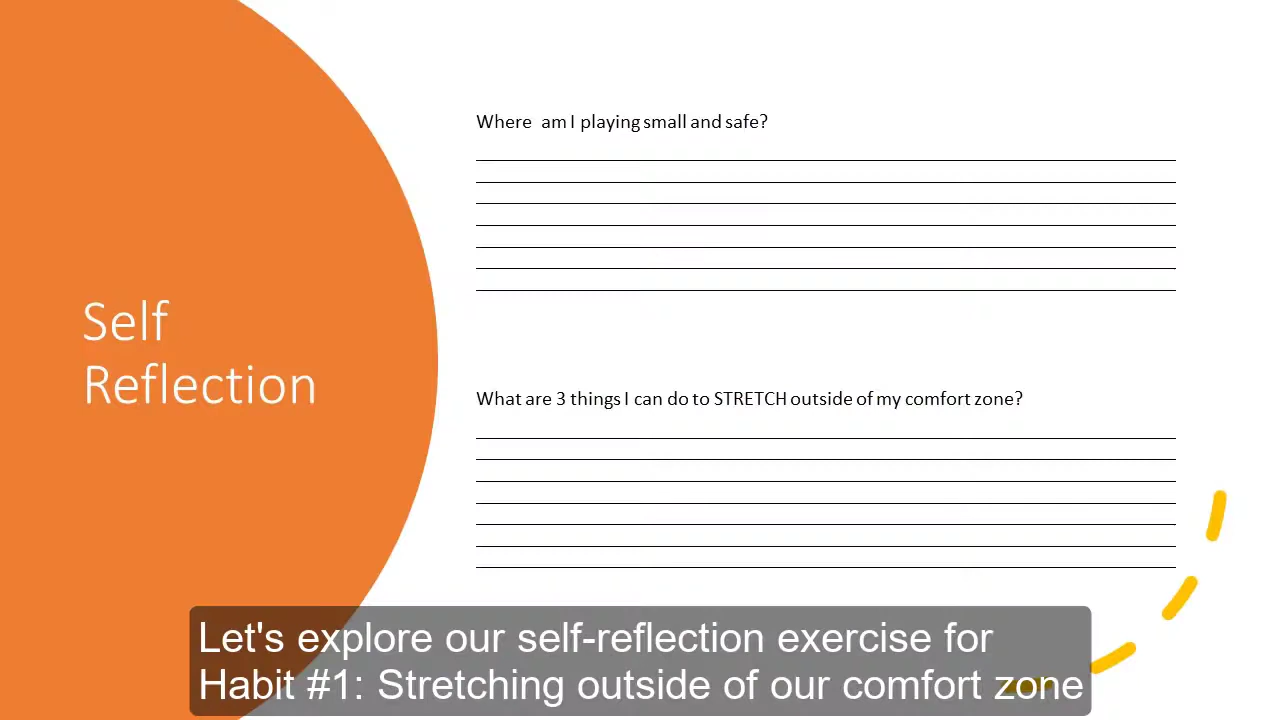 Self
Reflection
Where  am I playing small and safe?
What are 3 things I can do to STRETCH outside of my comfort zone?
Let's explore our self-reflection exercise for
Habit #1: Stretching outside of our comfort zone